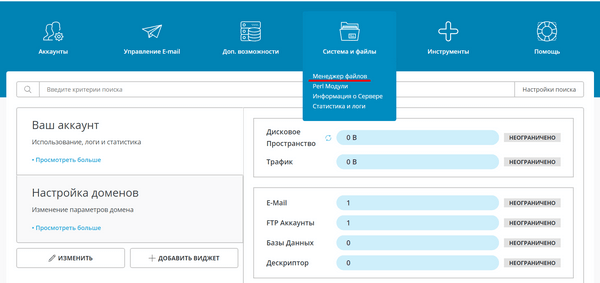 Аккаунты
Управление E-mail
Доп. возможности
Система и файлы
Инструменты
Помощь
Менеджер файлов
Perl Модули
Информация о Сервере
Статистика и логи
Введите критерии поиска
Настройки поиска
Ваш аккаунт
Использование, логи и статистика
• Просмотреть больше
Настройка доменов
Изменение параметров домена
• Просмотреть больше
ИЗМЕНИТЬ
ДОБАВИТЬ ВИДЖЕТ
Дисковое
Пространство
0 B
НЕОГРАНИЧЕНО
Трафик
0 B
НЕОГРАНИЧЕНО
E-Mail
1
НЕОГРАНИЧЕНО
FTP Аккаунты
1
НЕОГРАНИЧЕНО
Базы Данных
0
НЕОГРАНИЧЕНО
Дескриптор
0
НЕОГРАНИЧЕНО